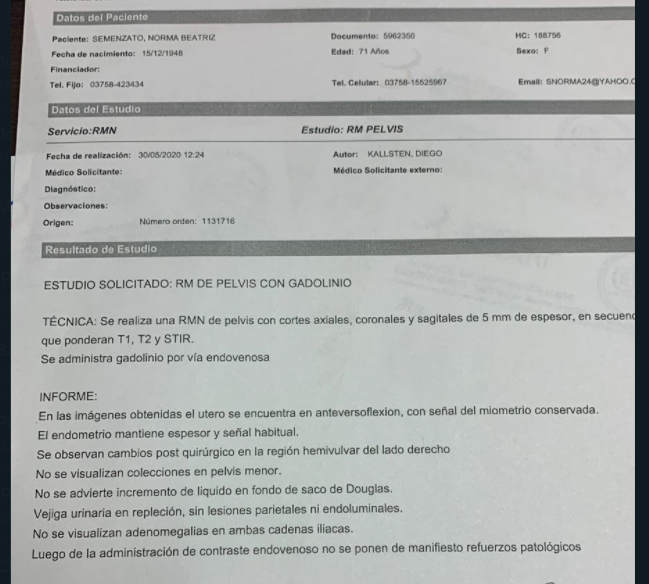 Datos del Paciente
Paciente: SEMENZATO, NORMA BEATRIZ Documento: 5962350 HC: 188756
Fecha de nacimiento: 15/12/1948 Edad: 71 Años Sexo: F
Financiador:
Tel. Fijo: 03758-423434 Tel. Celular: 03758-15525967 Email: SNORMA24@YAHOO.C
Datos del Estudio
Servicio:RMN Estudio: RM PELVIS
Fecha de realización: 30/05/2020 12:24 Autor: KALLSTEN, DIEGO
Médico Solicitante: Médico Solicitante externo:
Diagnóstico:
Observaciones:
Origen: Número orden: 1131716
Resultado de Estudio
ESTUDIO SOLICITADO: RM DE PELVIS CON GADOLINIO
TÉCNICA: Se realiza una RMN de pelvis con cortes axiales, coronales y sagitales de 5 mm de espesor, en secuenc
que ponderan T1, T2 y STIR.
Se administra gadolinio por vía endovenosa
INFORME:
En las imágenes obtenidas el utero se encuentra en anteversoflexion, con señal del miometrio conservada.
El endometrio mantiene espesor y señal habitual.
Se observan cambios post quirúrgico en la región hemivulvar del lado derecho
No se visualizan colecciones en pelvis menor.
No se advierte incremento de liquido en fondo de saco de Douglas.
Vejiga urinaria en repleción, sin lesiones parietales ni endoluminales.
No se visualizan adenomegalias en ambas cadenas iliacas.
Luego de la administración de contraste endovenoso no se ponen de manifiesto refuerzos patológicos